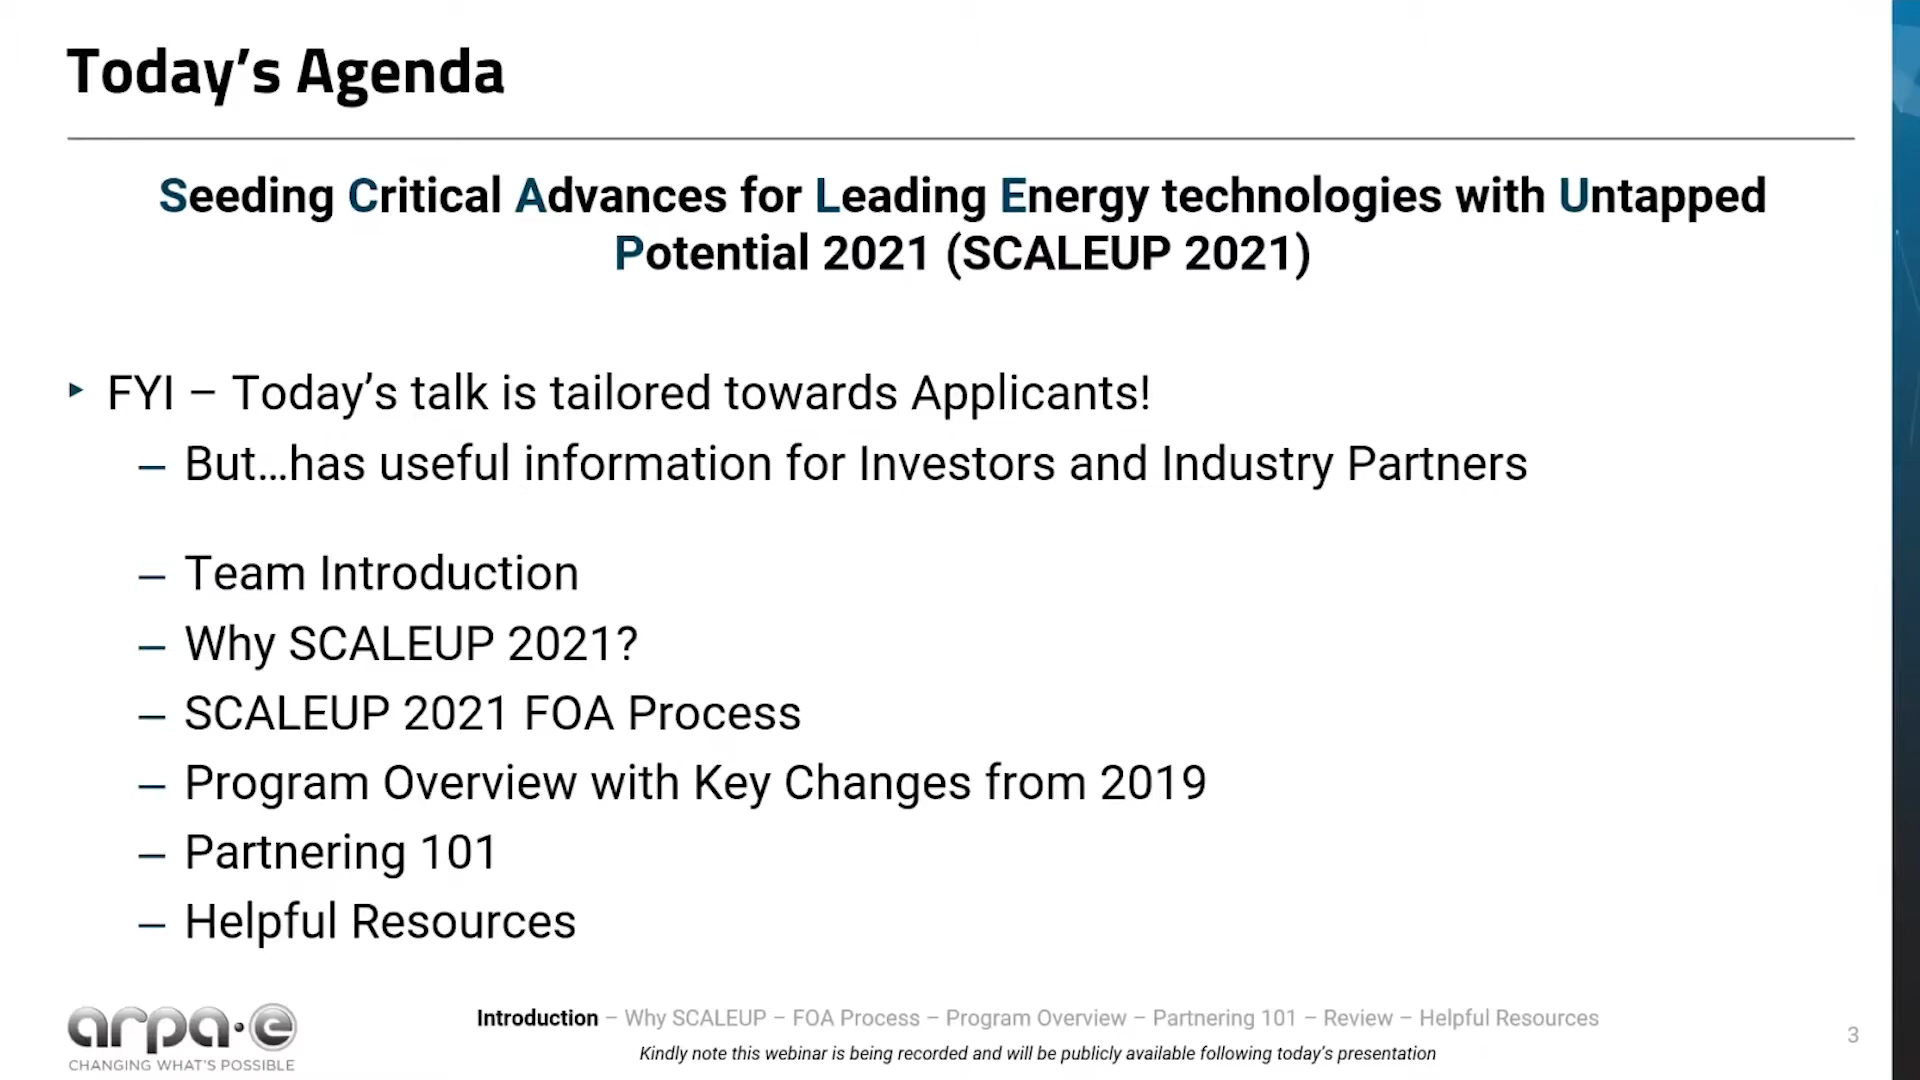 Today’s Agenda
Seeding Critical Advances for Leading Energy technologies with Untapped
Potential 2021 (SCALEUP 2021)
‣ FYI – Today’s talk is tailored towards Applicants!
– But…has useful information for Investors and Industry Partners
– Team Introduction
– Why SCALEUP 2021?
– SCALEUP 2021 FOA Process
– Program Overview with Key Changes from 2019
– Partnering 101
– Helpful Resources
arpa·e
CHANGING WHAT'S POSSIBLE
Introduction – Why SCALEUP – FOA Process – Program Overview – Partnering 101 – Review – Helpful Resources
Kindly note this webinar is being recorded and will be publicly available following today’s presentation
3